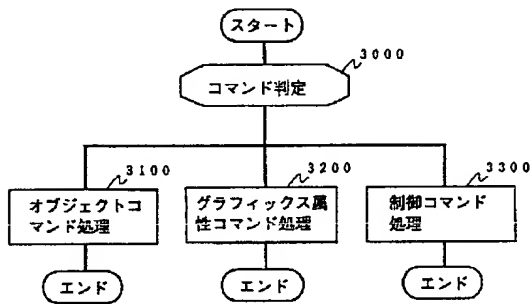 スタート
3000
コマンド判定
3100
3200
3300
オブジェクトコ
マンド処理
グラフィックス属
性コマンド処理
制御コマンド
処理
エンド
エンド
エンド